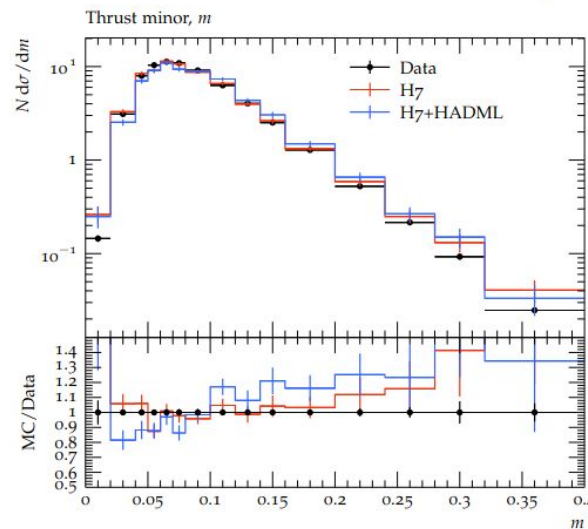 Thrust minor, m
N dσ/dm
10¹
1
10⁻¹
Data
H7
H7+HADML
MC/Data
1.4
1.3
1.2
1.1
1
0.9
0.8
0.7
0.6
0.5
0 0.05 0.1 0.15 0.2 0.25 0.3 0.35 0.
m